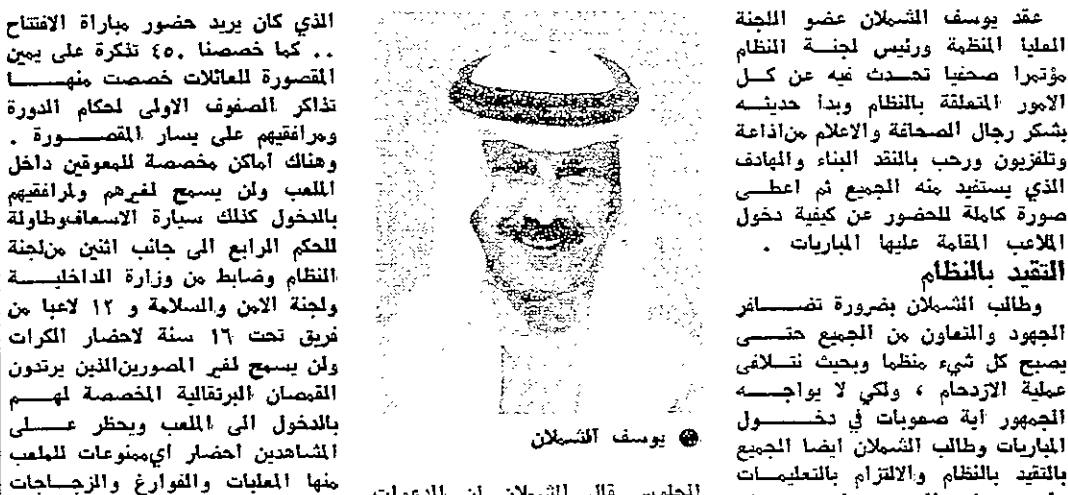 عقد يوسف الشملان عضو اللجنة
العليا المنظمة ورئيس لجنة النظام
مؤتمرا صحفيا تحدث فيه عن كل
الامور المتعلقة بالنظام وبدأ حديثه
بشكر رجال الصحافة والاعلام من اذاعة
وتلفزيون ورحب بالنقد البناء والهادف
الذي يستفيد منه الجميع ثم اعطى
صورة كاملة للحضور عن كيفية دخول
الملاعب المقامة عليها المباريات .
التقيد بالنظام
وطالب الشملان بضرورة تضافر
الجهود والتعاون من الجميع حتى
يصبح كل شيء منظما وبحيث نتلافى
عملية الازدحام ، ولكي لا يواجه
الجمهور أية صعوبات في دخول
المباريات وطالب الشملان ايضا الجميع
بالتقيد بالنظام والالتزام بالتعليمات
يوسف الشملان
للجلوس قال الشملان ان الدعوات
الذي كان يريد حضور مباراة الافتتاح
.. كما خصصنا ٤٥٠ تذكرة على يمين
المقصورة للعائلات خصصت منها
تذاكر الصفوف الاولى لحكام الدورة
ومرافقيهم على يسار المقصورة .
وهناك أماكن مخصصة للمعوقين داخل
الملعب ولن يسمح لغيرهم ولمرافقيهم
بالدخول كذلك سيارة الاسعاف وطاولة
للحكم الرابع الى جانب اثنين من لجنة
النظام وضابط من وزارة الداخلية
ولجنة الامن والسلامة و ١٢ لاعبا من
فريق تحت ١٦ سنة لاحضار الكرات
ولن يسمح لغير المصورين الذين يرتدون
القمصان البرتقالية المخصصة لهم
بالدخول الى الملعب ويحظر على
المشاهدين احضار اي ممنوعات للملعب
منها المعلبات والفوارغ والزجاجات